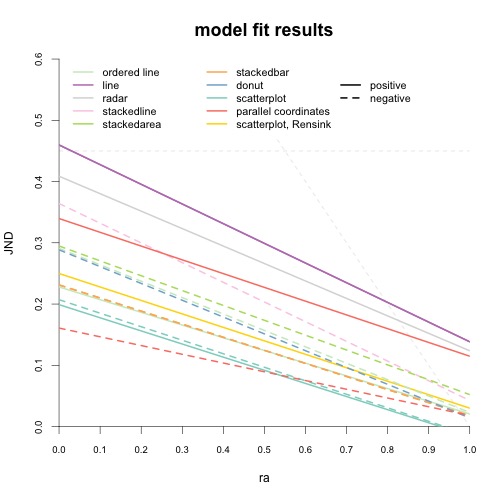 model fit results
ordered line
line
radar
stackedline
stackedarea
stackedbar
donut
scatterplot
parallel coordinates
scatterplot, Rensink
positive
negative
JND
0.6
0.5
0.4
0.3
0.2
0.1
0.0
0.0 0.1 0.2 0.3 0.4 0.5 0.6 0.7 0.8 0.9 1.0
ra